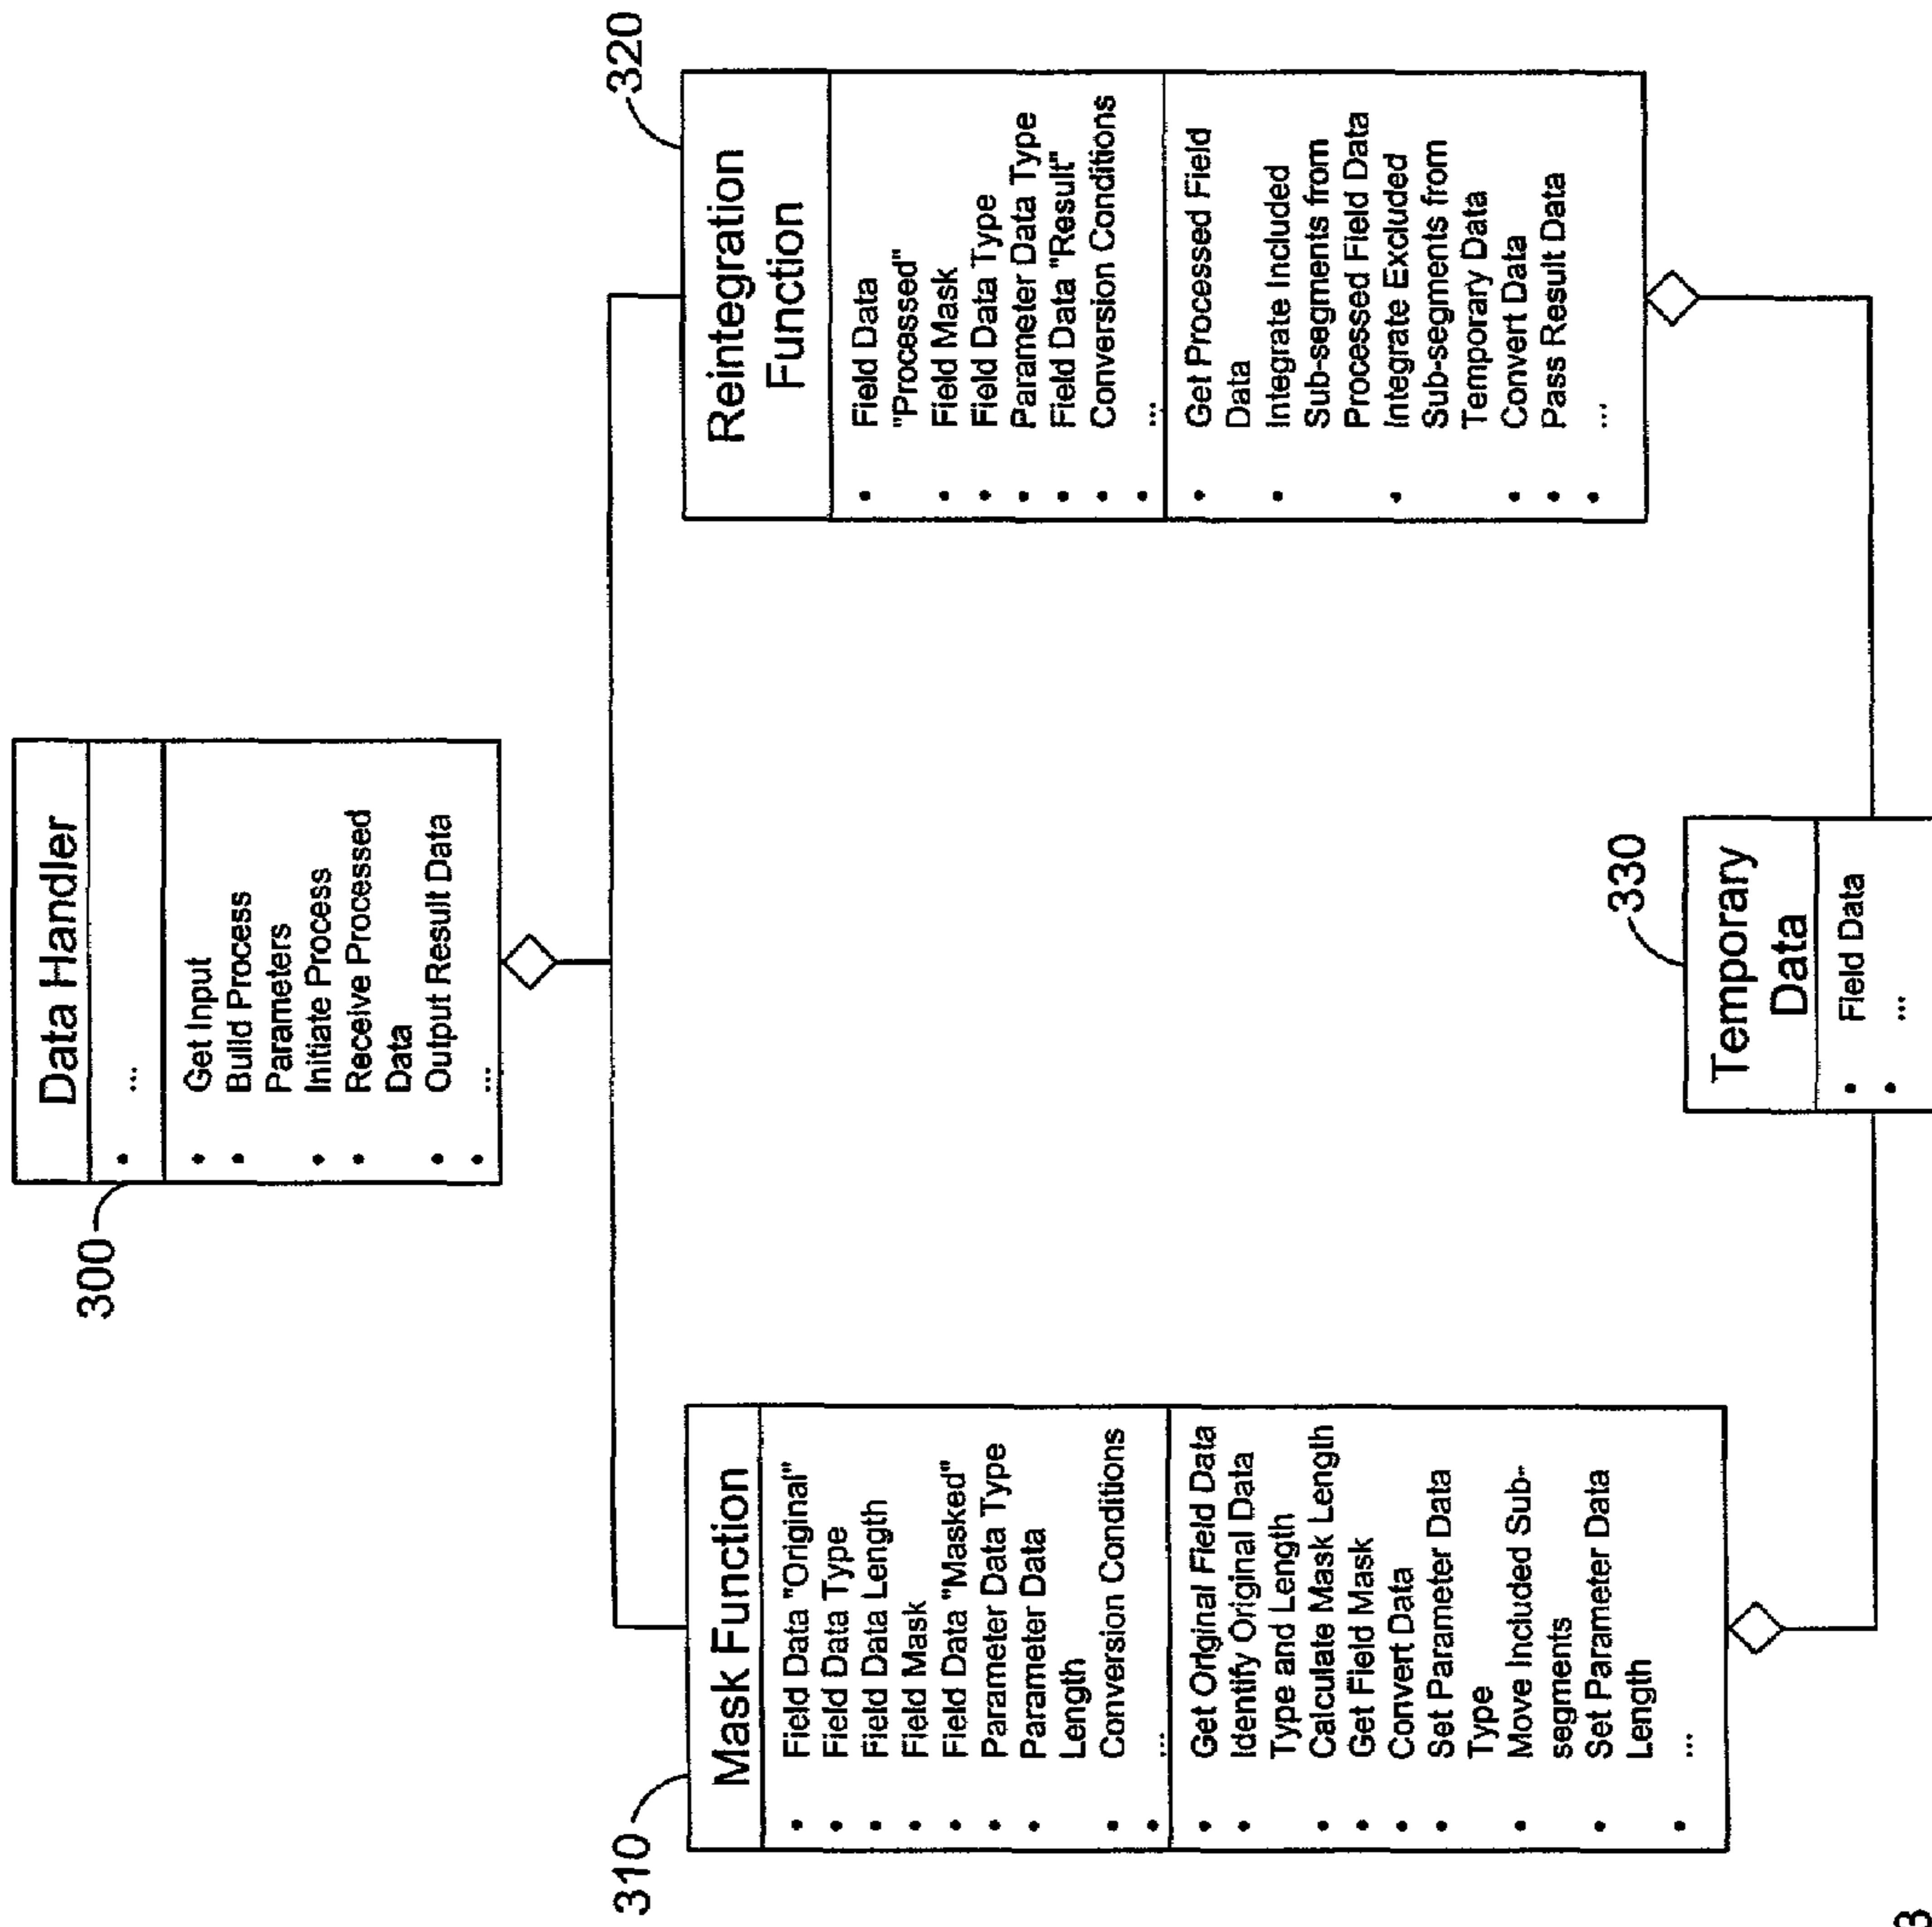 300
Data Handler
• ...
• Get Input
• Build Process
Parameters
• Initiate Process
• Receive Processed
Data
• Output Result Data
• ...
310
Mask Function
• Field Data "Original"
• Field Data Type
• Field Data Length
• Field Mask
• Field Data "Masked"
• Parameter Data Type
• Parameter Data
Length
• Conversion Conditions
• ...
• Get Original Field Data
• Identify Original Data
Type and Length
• Calculate Mask Length
• Get Field Mask
• Convert Data
• Set Parameter Data
Type
• Move Included Sub-
segments
• Set Parameter Data
Length
• ...
320
Reintegration
Function
• Field Data
"Processed"
• Field Mask
• Field Data Type
• Parameter Data Type
• Field Data "Result"
• Conversion Conditions
• ...
• Get Processed Field
Data
• Integrate Included
Sub-segments from
Processed Field Data
• Integrate Excluded
Sub-segments from
Temporary Data
• Convert Data
• Pass Result Data
• ...
330
Temporary
Data
• Field Data
• ...